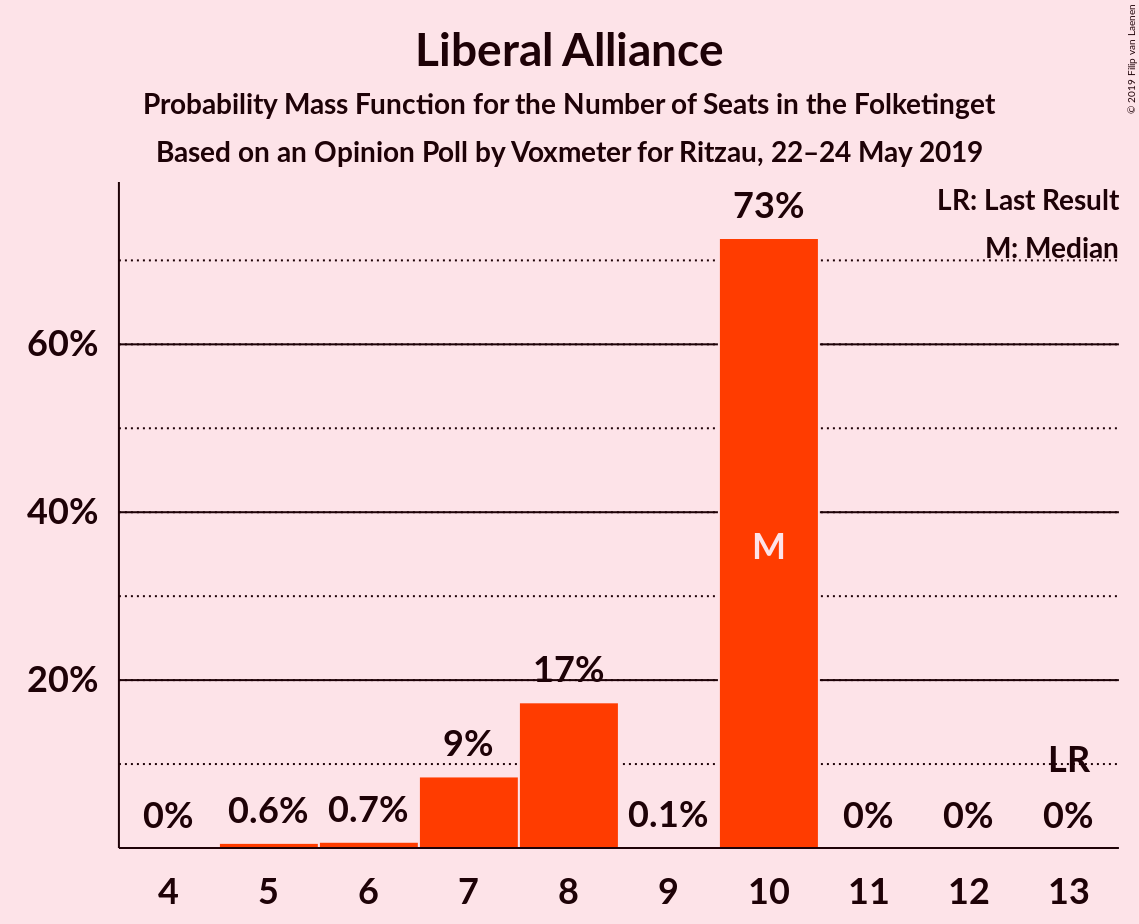 Liberal Alliance
Probability Mass Function for the Number of Seats in the Folketinget
Based on an Opinion Poll by Voxmeter for Ritzau, 22–24 May 2019
© 2019 Filip van Laenen
LR: Last Result
M: Median
73%
60%
40%
20%
M
17%
9%
LR
0%
0.6%
0.7%
0.1%
0%
0%
0%
4 5 6 7 8 9 10 11 12 13